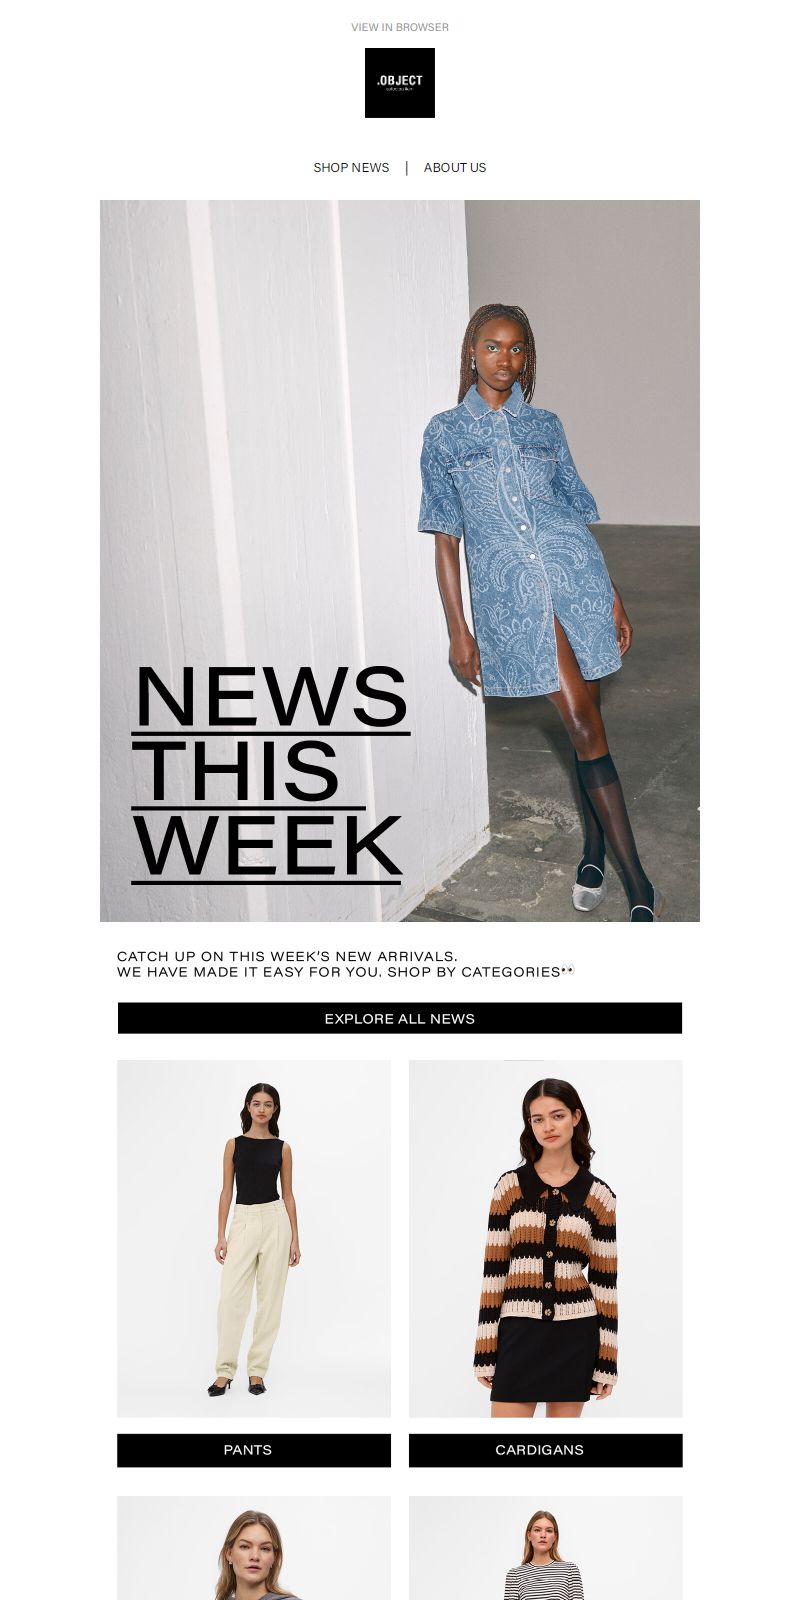 VIEW IN BROWSER
.OBJECT
SHOP NEWS | ABOUT US
NEWS
THIS
WEEK
CATCH UP ON THIS WEEK'S NEW ARRIVALS.
WE HAVE MADE IT EASY FOR YOU. SHOP BY CATEGORIES👀
EXPLORE ALL NEWS
PANTS
CARDIGANS